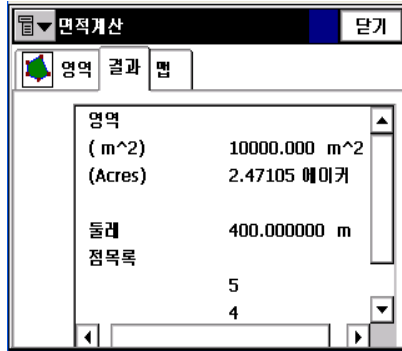 면적계산 닫기
영역 결과 맵
영역
( m^2) 10000.000 m^2
(Acres) 2.47105 에이커
둘레 400.000000 m
점목록
5
4